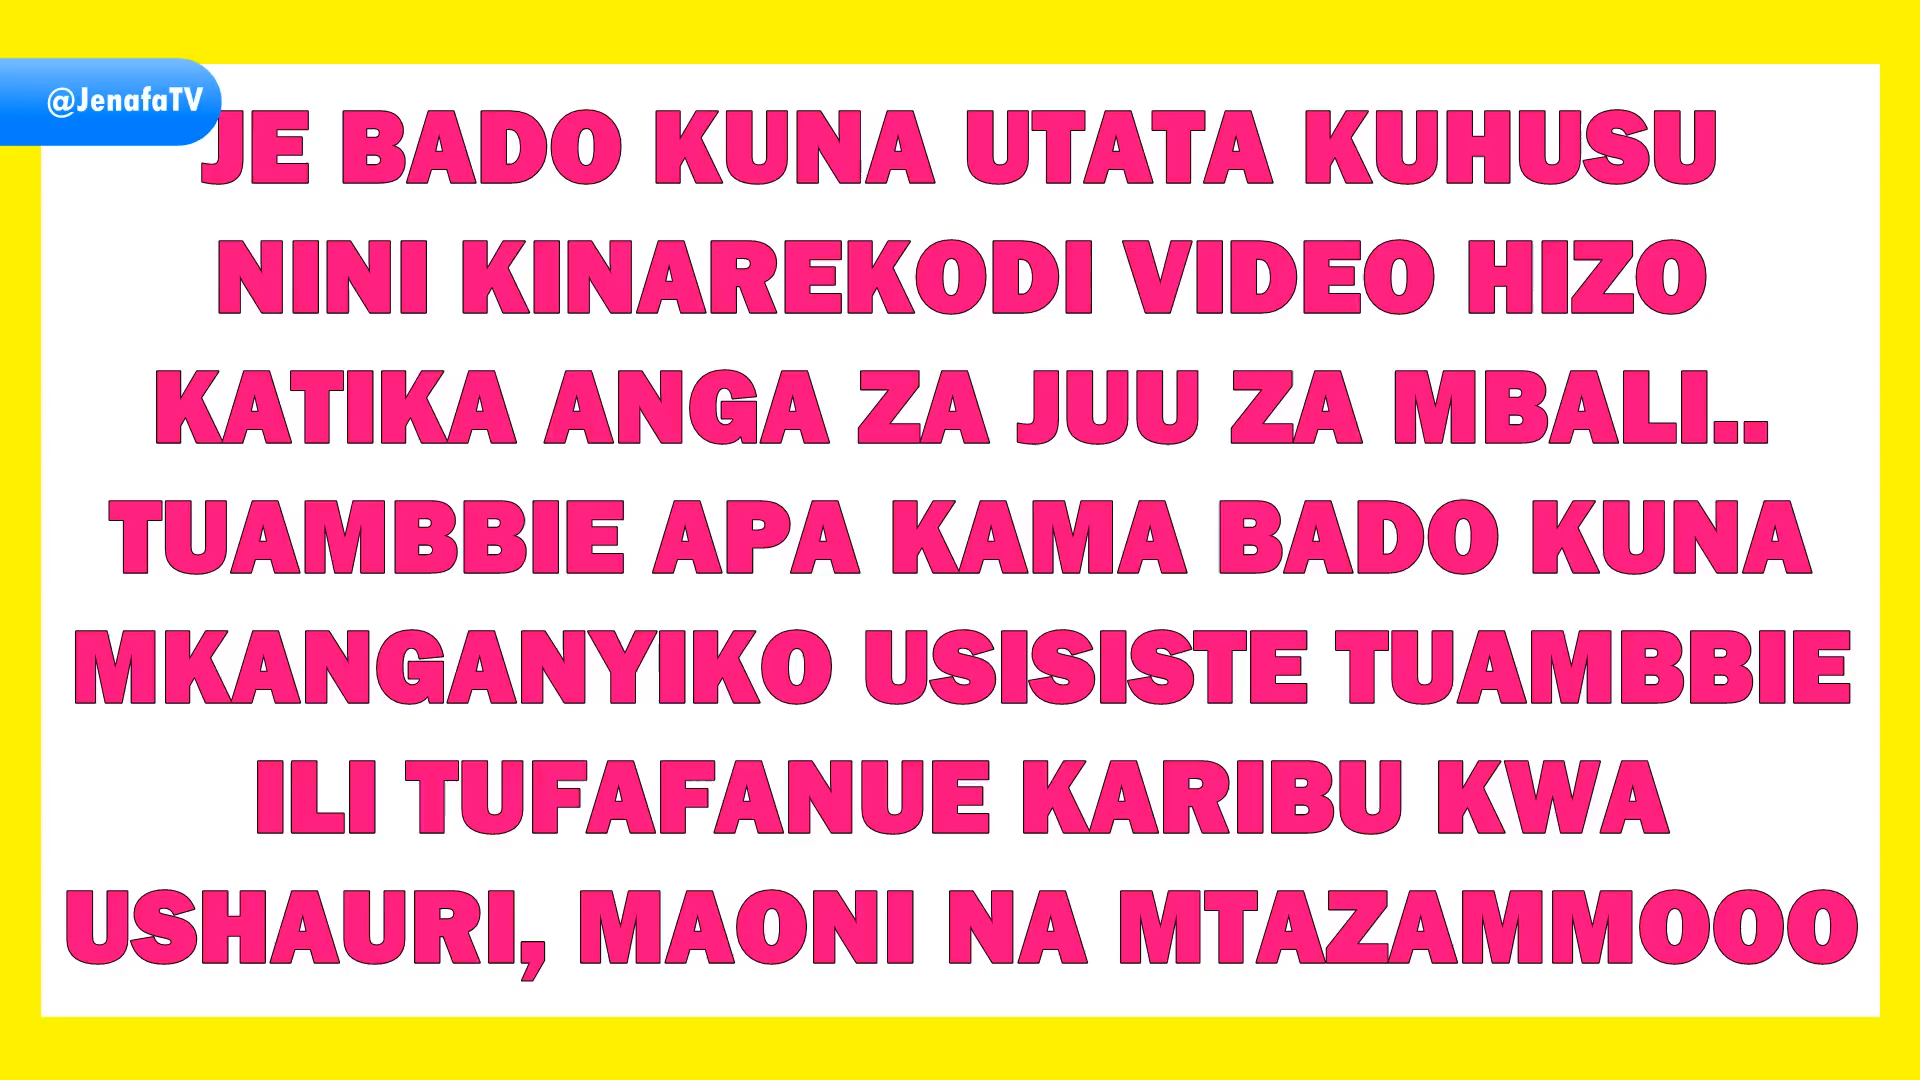 @JenafaTV
JE BADO KUNA UTATA KUHUSU
NINI KINAREKODI VIDEO HIZO
KATIKA ANGA ZA JUU ZA MBALI..
TUAMBBIE APA KAMA BADO KUNA
MKANGANYIKO USISISTE TUAMBBIE
ILI TUFAFANUE KARIBU KWA
USHAURI, MAONI NA MTAZAMMOOO